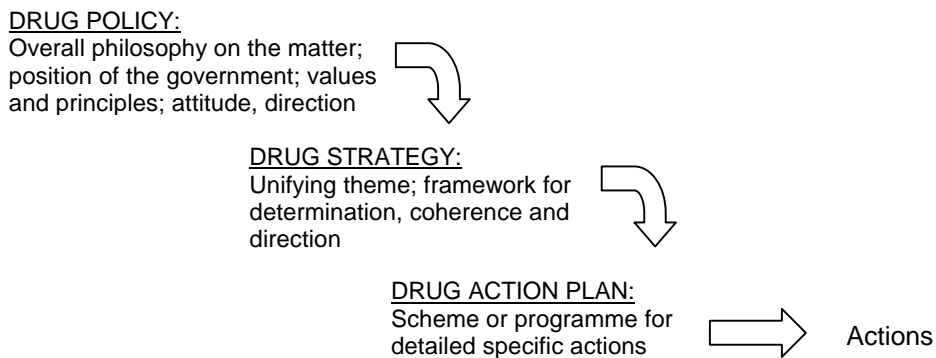 DRUG POLICY:
Overall philosophy on the matter;
position of the government; values
and principles; attitude, direction
DRUG STRATEGY:
Unifying theme; framework for
determination, coherence and
direction
DRUG ACTION PLAN:
Scheme or programme for
detailed specific actions
Actions